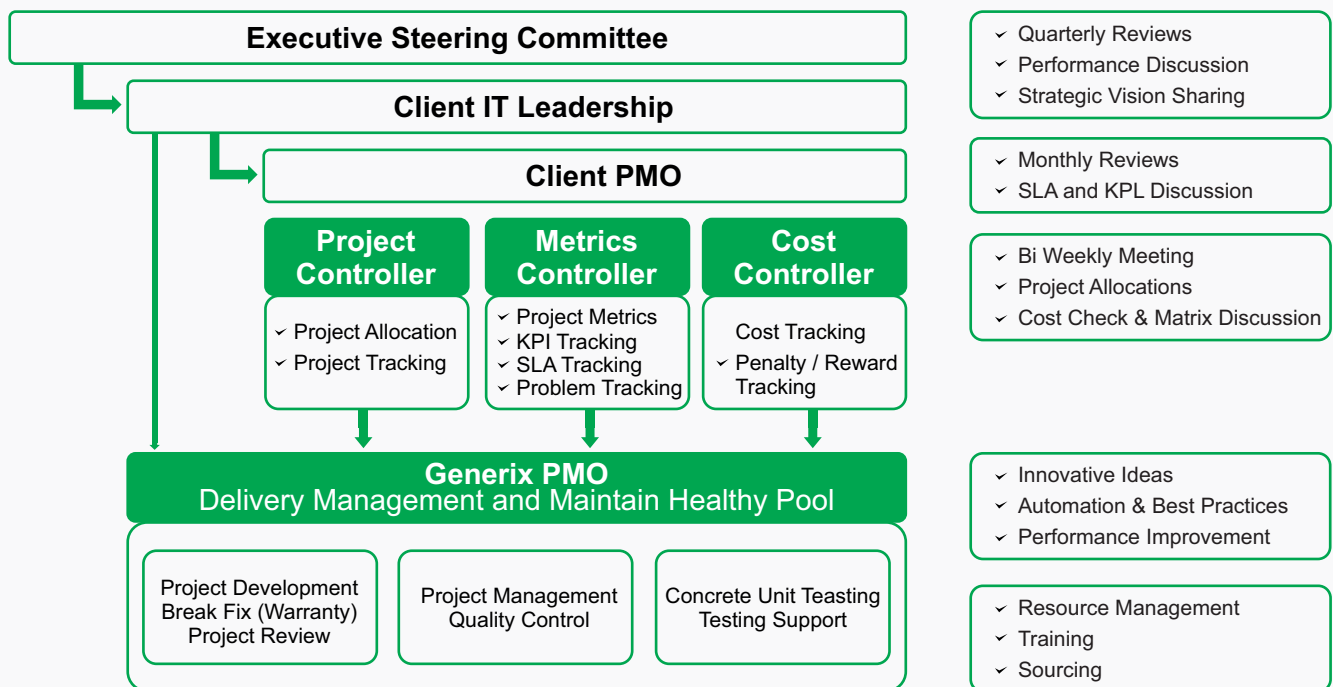 Executive Steering Committee
Client IT Leadership
Client PMO
Project
Controller
✓ Project Allocation
✓ Project Tracking
Metrics
Controller
✓ Project Metrics
✓ KPI Tracking
✓ SLA Tracking
✓ Problem Tracking
Cost
Controller
Cost Tracking
✓ Penalty / Reward
Tracking
Generix PMO
Delivery Management and Maintain Healthy Pool
Project Development
Break Fix (Warranty)
Project Review
Project Management
Quality Control
Concrete Unit Teasting
Testing Support
✓ Quarterly Reviews
✓ Performance Discussion
✓ Strategic Vision Sharing
✓ Monthly Reviews
✓ SLA and KPL Discussion
✓ Bi Weekly Meeting
✓ Project Allocations
✓ Cost Check & Matrix Discussion
✓ Innovative Ideas
✓ Automation & Best Practices
✓ Performance Improvement
✓ Resource Management
✓ Training
✓ Sourcing